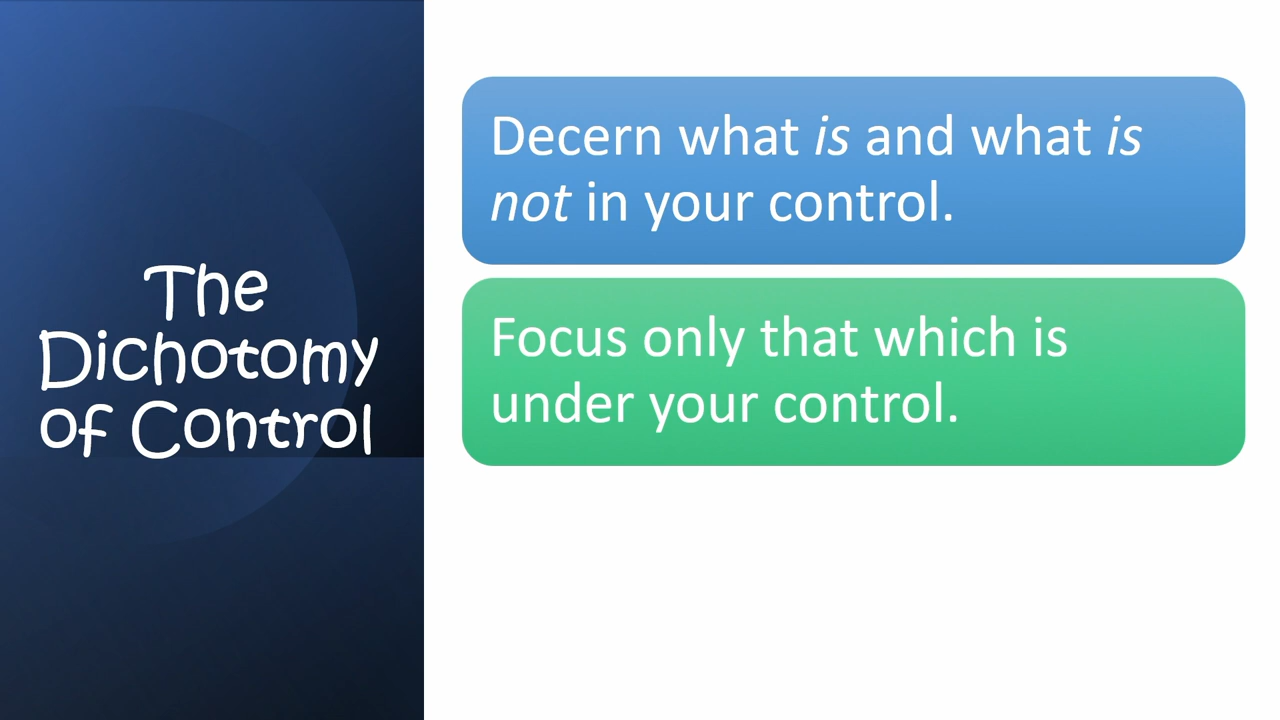 The
Dichotomy
of Control
Decern what is and what is
not in your control.
Focus only that which is
under your control.